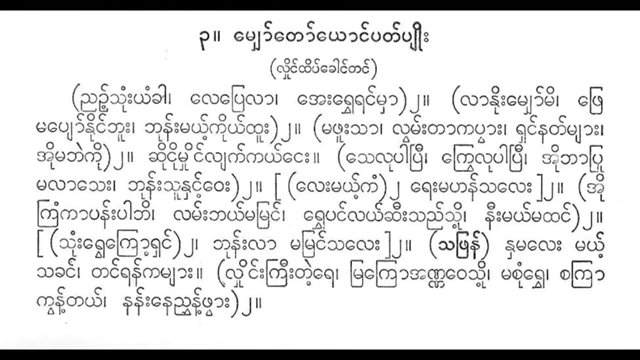 ၃။ မျှော်တော်ယောင်ပတ်ပျိုး
(လှိုင်ထိပ်ခေါင်တင်)
(ညဉ့်သုံးယံခါ၊ လေပြေလာ၊ အေးရွှေရင်မှာ)၂။ (လာနိုးမျှော်မိ၊ ဖြေ
မပျော်နိုင်ဘူး၊ ဘုန်းမယ့်ကိုယ်ထူး)၂။ (မဖူးသာ၊ လွမ်းတာကပွား၊ ရှင်နတ်များ၊
အိုမဘဲကို)၂။ ဆိုငိုမှိုင်လျက်ကယ်ငေး။ (သေလုပါပြီ၊ ကြွေလုပါပြီ၊ အိုဘာပြု
မလာသေး၊ ဘုန်းသူနှင့်ဝေး)၂။ [ (လေးမယ့်ကံ)၂ ရေးမဟန်သလေး ]၂။ (အို
ကြံကာပန်းပါဘိ၊ လမ်းဘယ်မမြင်၊ ရွှေပင်လယ်ဆီးသည်သို့၊ နီးမယ်မထင်)၂။
[ (သုံးရွှေကြော့ရှင်)၂၊ ဘုန်းလာ မမြင်သလေး ]၂။ (သဖြန်) နှမလေး မယ့်
သခင်၊ တင်ရန်ကများ။ (လှိုင်းကြီးတဲ့ရေ၊ မြကြောအဏ္ဏဝေသို့၊ မစုံရွှေ၊ စကြာ
ကွန့်တယ်၊ နန်းနေညွှန့်ဖျား)၂။